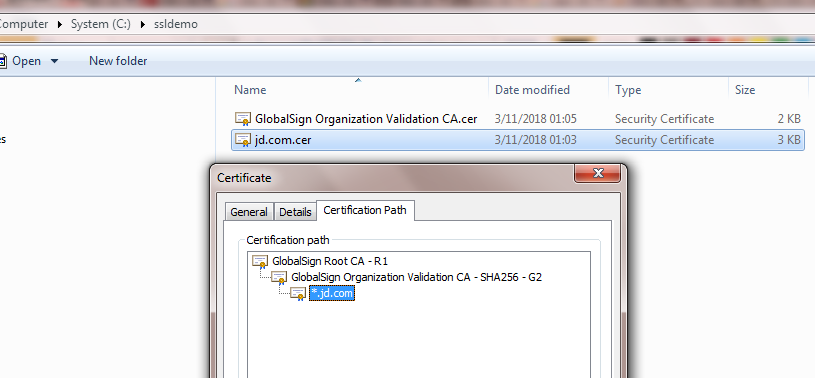 Computer ▸ System (C:) ▸ ssldemo
Open New folder
Name Date modified Type Size
GlobalSign Organization Validation CA.cer 3/11/2018 01:05 Security Certificate 2 KB
jd.com.cer 3/11/2018 01:03 Security Certificate 3 KB
Certificate
General Details Certification Path
Certification path
GlobalSign Root CA - R1
GlobalSign Organization Validation CA - SHA256 - G2
*.jd.com